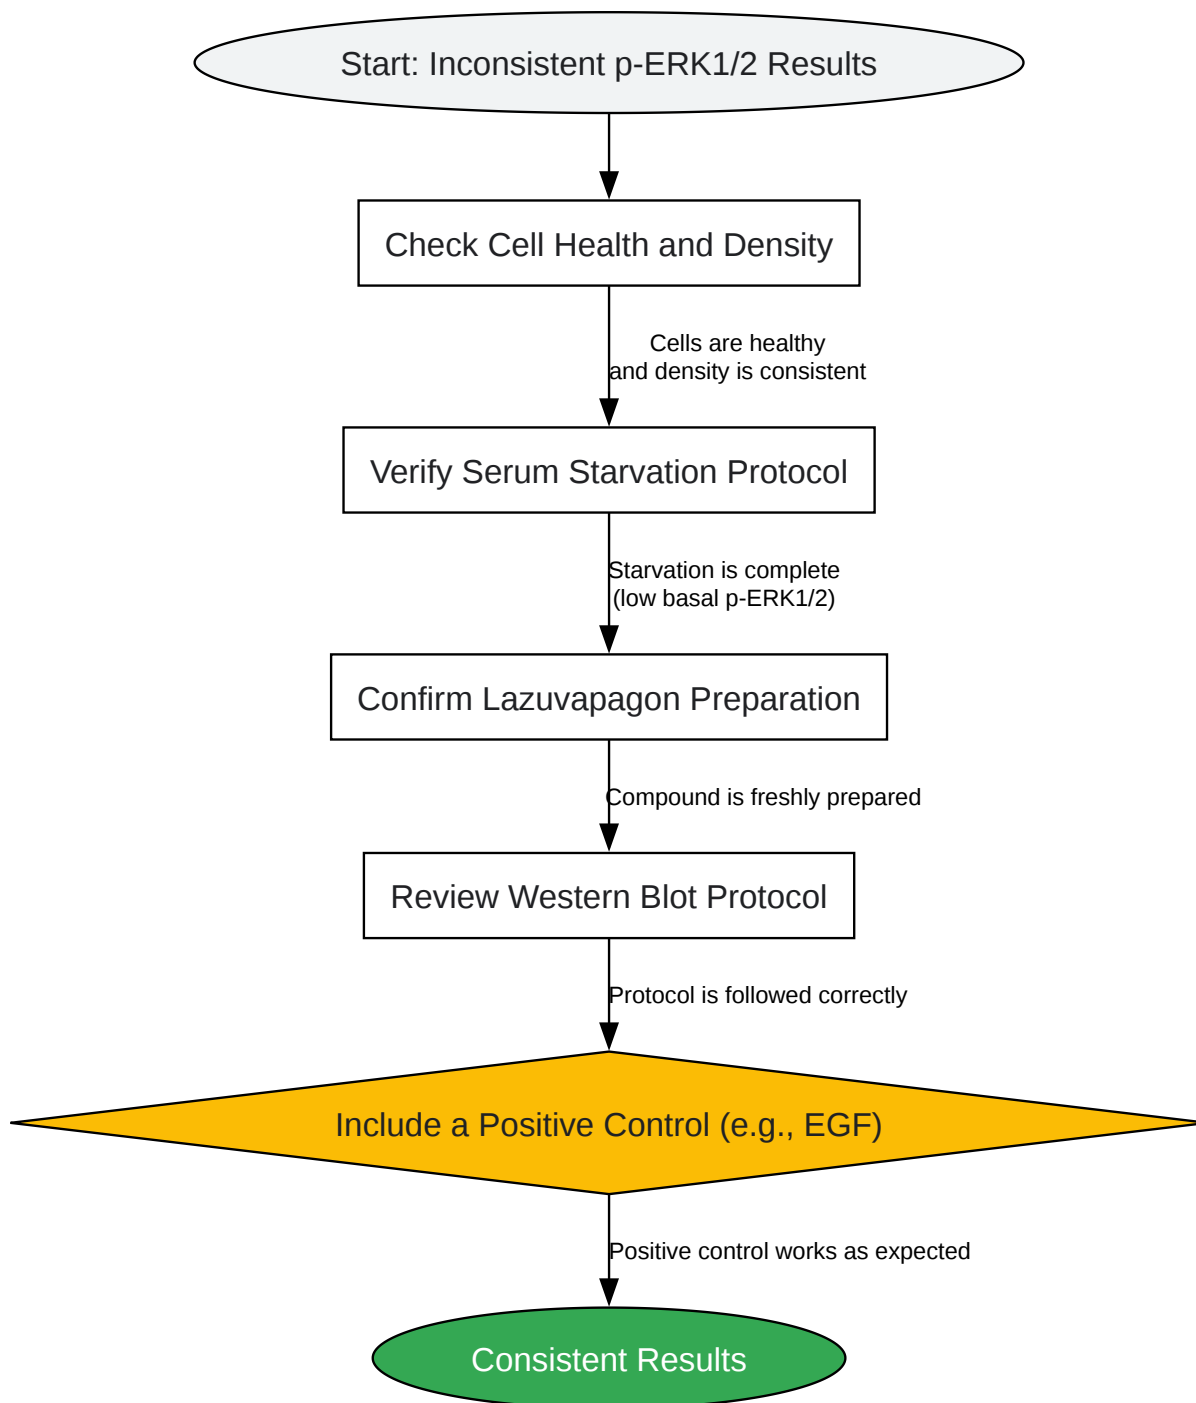 Start: Inconsistent p-ERK1/2 Results
Check Cell Health and Density
Cells are healthy
and density is consistent
Verify Serum Starvation Protocol
Starvation is complete
(low basal p-ERK1/2)
Confirm Lazuvapagon Preparation
Compound is freshly prepared
Review Western Blot Protocol
Protocol is followed correctly
Include a Positive Control (e.g., EGF)
Positive control works as expected
Consistent Results